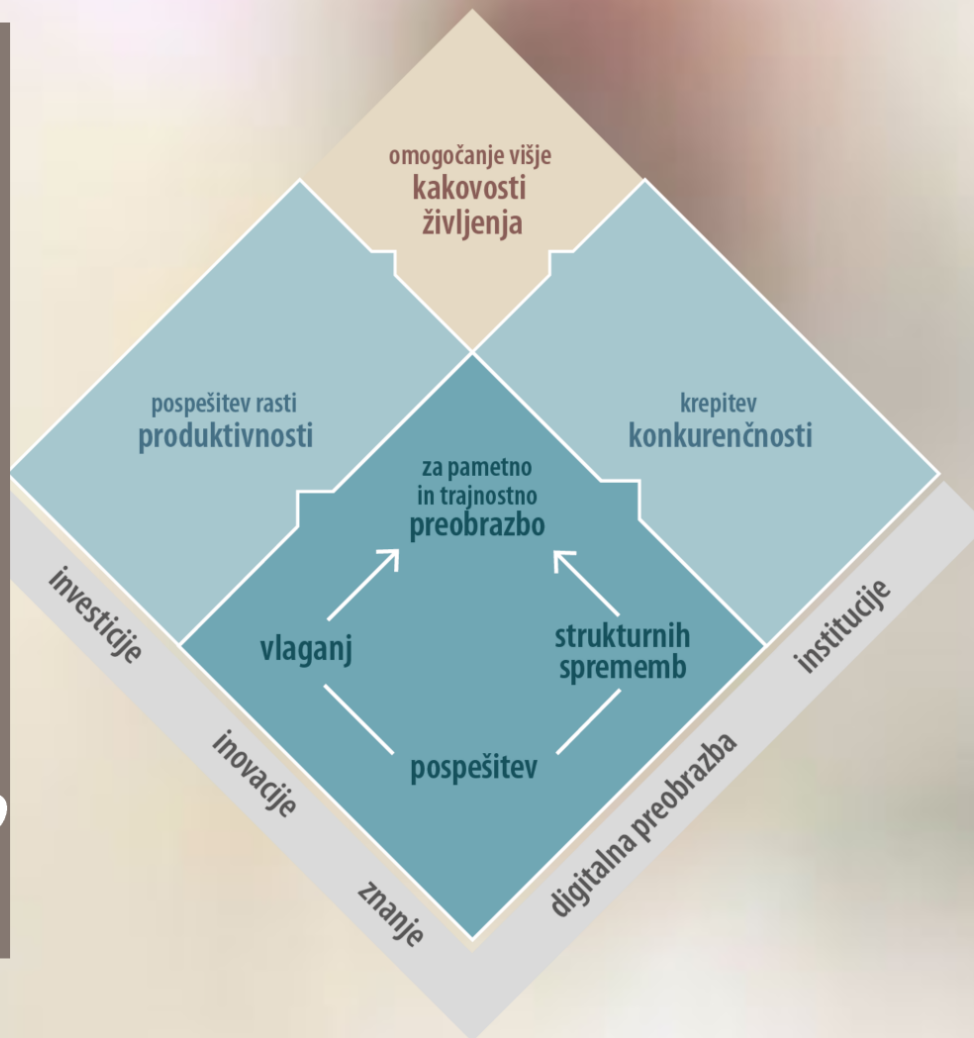 omogočanje višje
kakovosti
življenja
pospešitev rasti
produktivnosti
krepitev
konkurenčnosti
za pametno
in trajnostno
preobrazbo
vlaganj
strukturnih
sprememb
pospešitev
investicije
inovacije
znanje
digitalna preobrazba
institucije